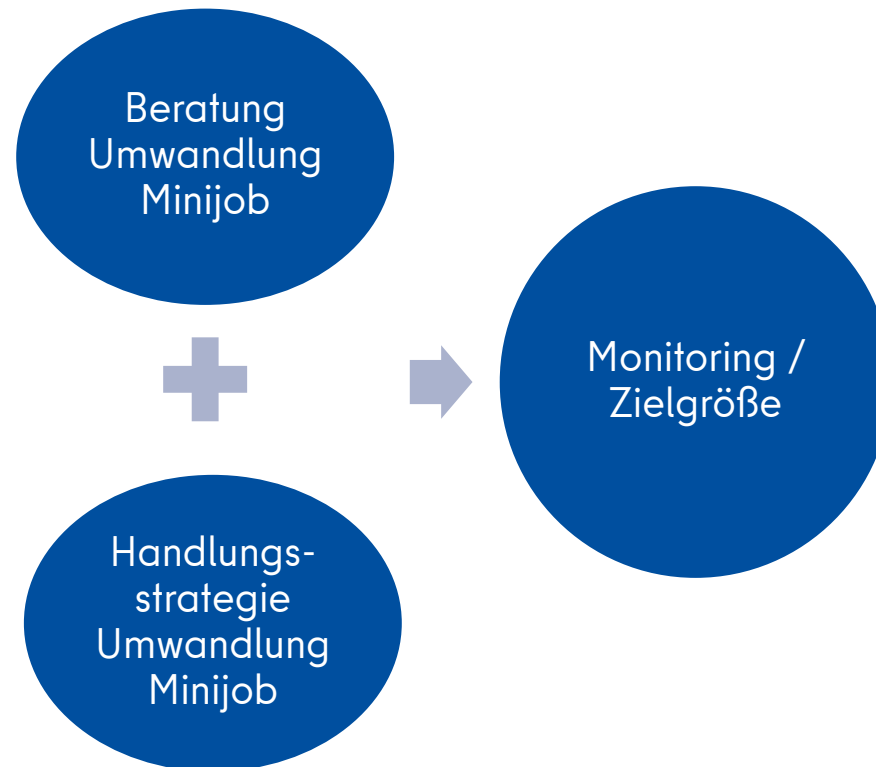 Beratung
Umwandlung
Minijob
Monitoring /
Zielgröße
Handlungs-
strategie
Umwandlung
Minijob